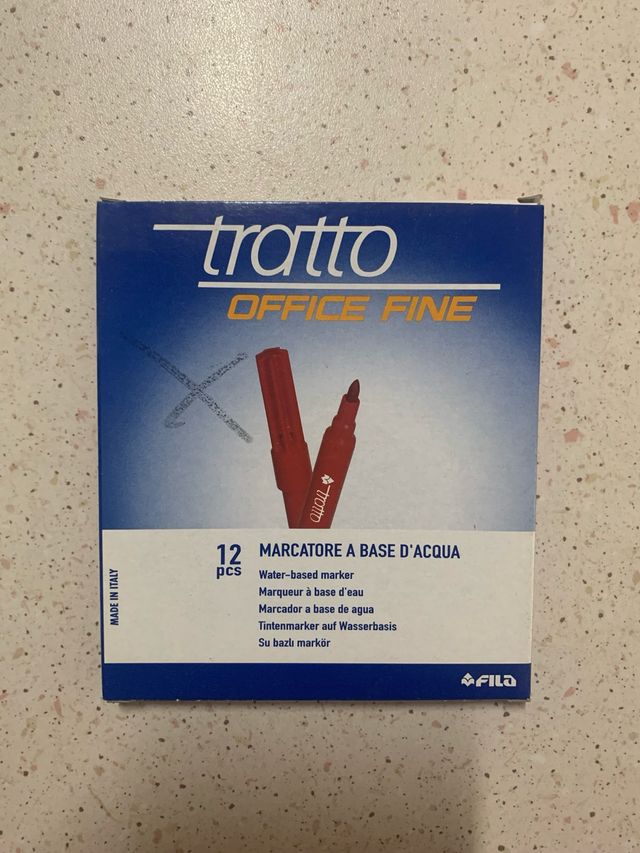 tratto
OFFICE FINE
tratto
12
pcs
MARCATORE A BASE D'ACQUA
Water-based marker
Marqueur à base d'eau
Marcador a base de agua
Tintenmarker auf Wasserbasis
Su bazlı markör
MADE IN ITALY
FILA